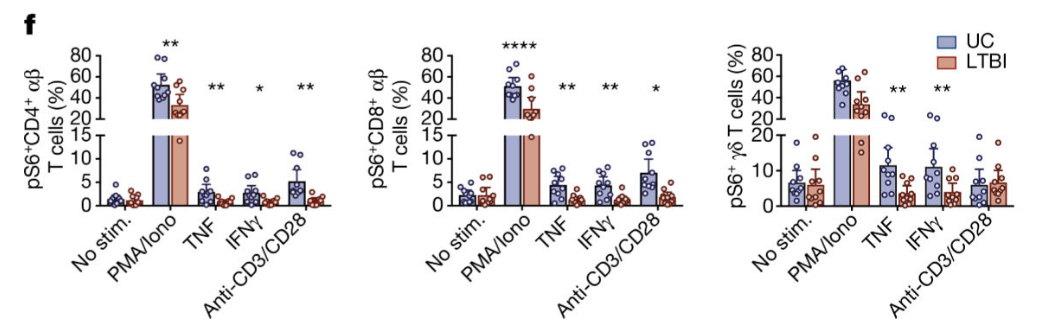 f
pS6⁺CD4⁺ αβ
T cells (%)
80
60
40
20
15
10
5
0
**
**
*
**
No stim.
PMA/Iono
TNF
IFNγ
Anti-CD3/CD28
pS6⁺CD8⁺ αβ
T cells (%)
80
60
40
20
15
10
5
0
****
**
**
*
No stim.
PMA/Iono
TNF
IFNγ
Anti-CD3/CD28
pS6⁺ γδ T cells (%)
80
60
40
20
20
10
0
**
**
No stim.
PMA/Iono
TNF
IFNγ
Anti-CD3/CD28
UC
LTBI